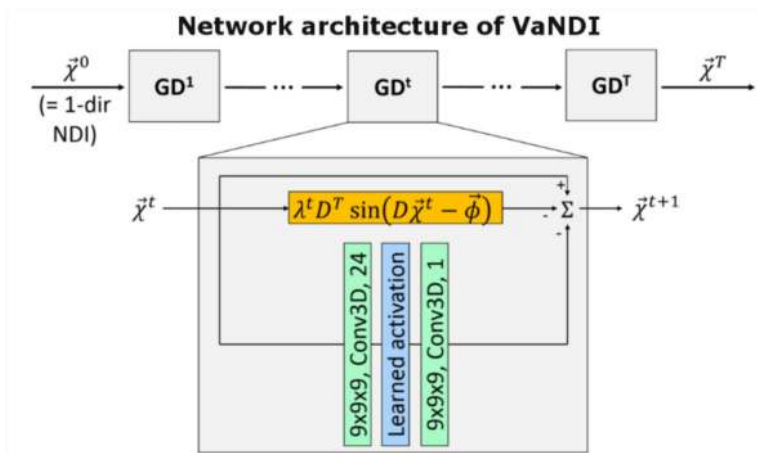 Network architecture of VaNDI
χ⃗⁰
(= 1-dir
NDI)
GD¹
...
GDᵗ
...
GDᵀ
χ⃗ᵀ
χ⃗ᵗ
λᵗDᵀ sin(Dχ⃗ᵗ − ϕ⃗)
+
-
Σ
-
χ⃗ᵗ⁺¹
9x9x9, Conv3D, 24
Learned activation
9x9x9, Conv3D, 1